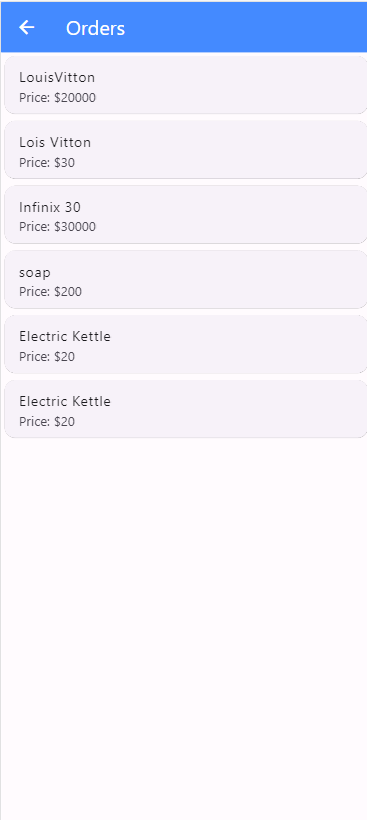 Orders
LouisVitton
Price: $20000
Lois Vitton
Price: $30
Infinix 30
Price: $30000
soap
Price: $200
Electric Kettle
Price: $20
Electric Kettle
Price: $20